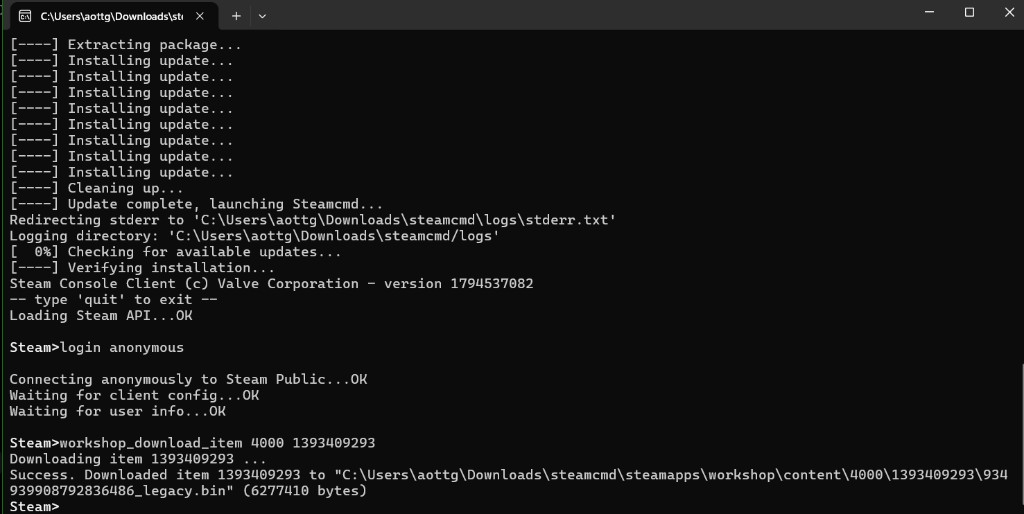 C:\Users\aottg\Downloads\ste
[----] Extracting package...
[----] Installing update...
[----] Installing update...
[----] Installing update...
[----] Installing update...
[----] Installing update...
[----] Installing update...
[----] Installing update...
[----] Installing update...
[----] Cleaning up...
[----] Update complete, launching Steamcmd...
Redirecting stderr to 'C:\Users\aottg\Downloads\steamcmd\logs\stderr.txt'
Logging directory: 'C:\Users\aottg\Downloads\steamcmd/logs'
[  0%] Checking for available updates...
[----] Verifying installation...
Steam Console Client (c) Valve Corporation - version 1794537082
-- type 'quit' to exit --
Loading Steam API...OK
Steam>login anonymous
Connecting anonymously to Steam Public...OK
Waiting for client config...OK
Waiting for user info...OK
Steam>workshop_download_item 4000 1393409293
Downloading item 1393409293 ...
Success. Downloaded item 1393409293 to "C:\Users\aottg\Downloads\steamcmd\steamapps\workshop\content\4000\1393409293\934
939908792836486_legacy.bin" (6277410 bytes)
Steam>